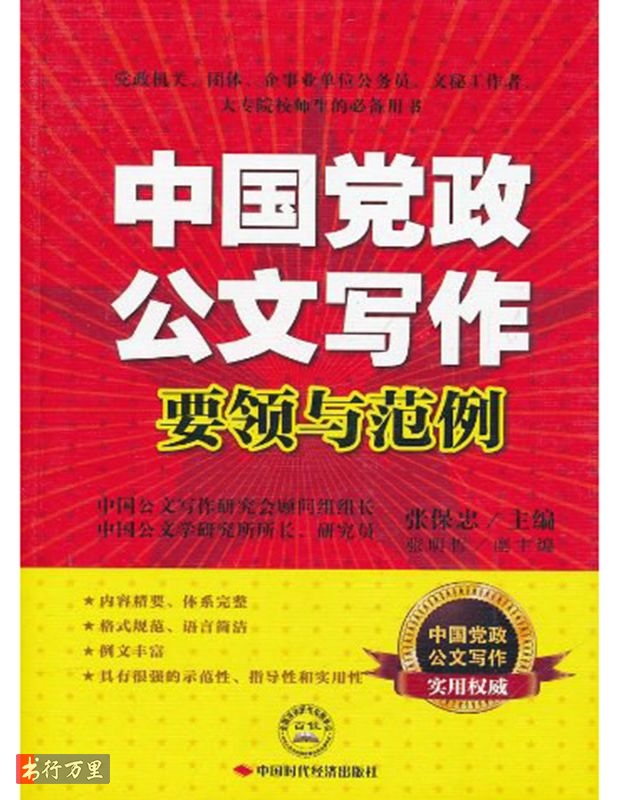 党政机关、团体、企事业单位公务员、文秘工作者、
大专院校师生的必备用书
中国党政
公文写作
要领与范例
中国公文写作研究会顾问组组长
中国公文学研究所所长、研究员
张保忠/主编
张明哲/副主编
★内容精要、体系完整
★格式规范、语言简洁
★例文丰富
★具有很强的示范性、指导性和实用性
中国党政
公文写作
实用权威
中国时代经济出版社
书行万里